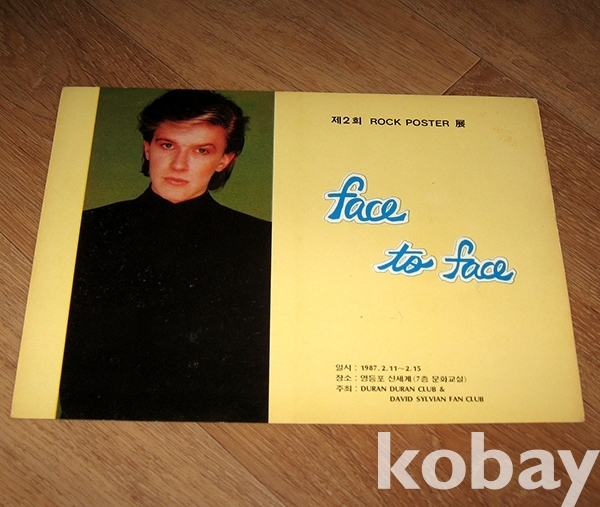 제2회 ROCK POSTER 展
face
to face
일시 : 1987. 2. 11~2. 15
장소 : 영등포 신세계(7층 문화교실)
주최 : DURAN DURAN CLUB &
DAVID SYLVIAN FAN CLUB
kobay